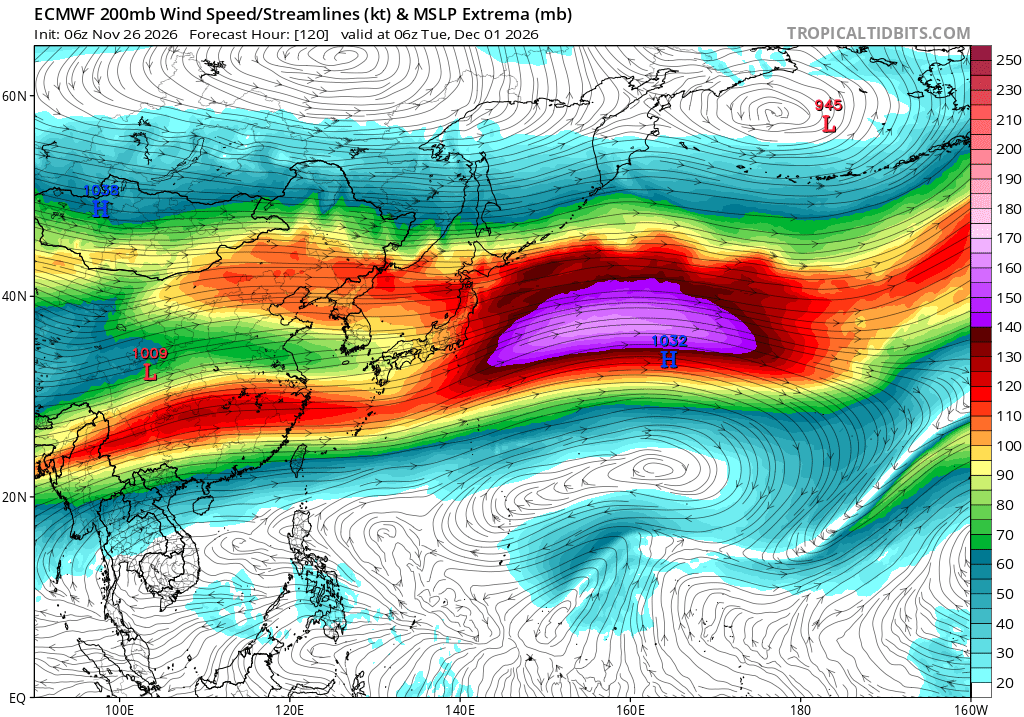 ECMWF 200mb Wind Speed/Streamlines (kt) & MSLP Extrema (mb)
Init: 06z Nov 26 2026 Forecast Hour: [120] valid at 06z Tue, Dec 01 2026
TROPICALTIDBITS.COM
60N
40N
20N
EQ
945
L
1038
H
1009
L
1032
H
250
230
210
200
190
180
170
160
150
140
130
120
110
100
90
80
70
60
50
40
30
20
100E
120E
140E
160E
180
160W